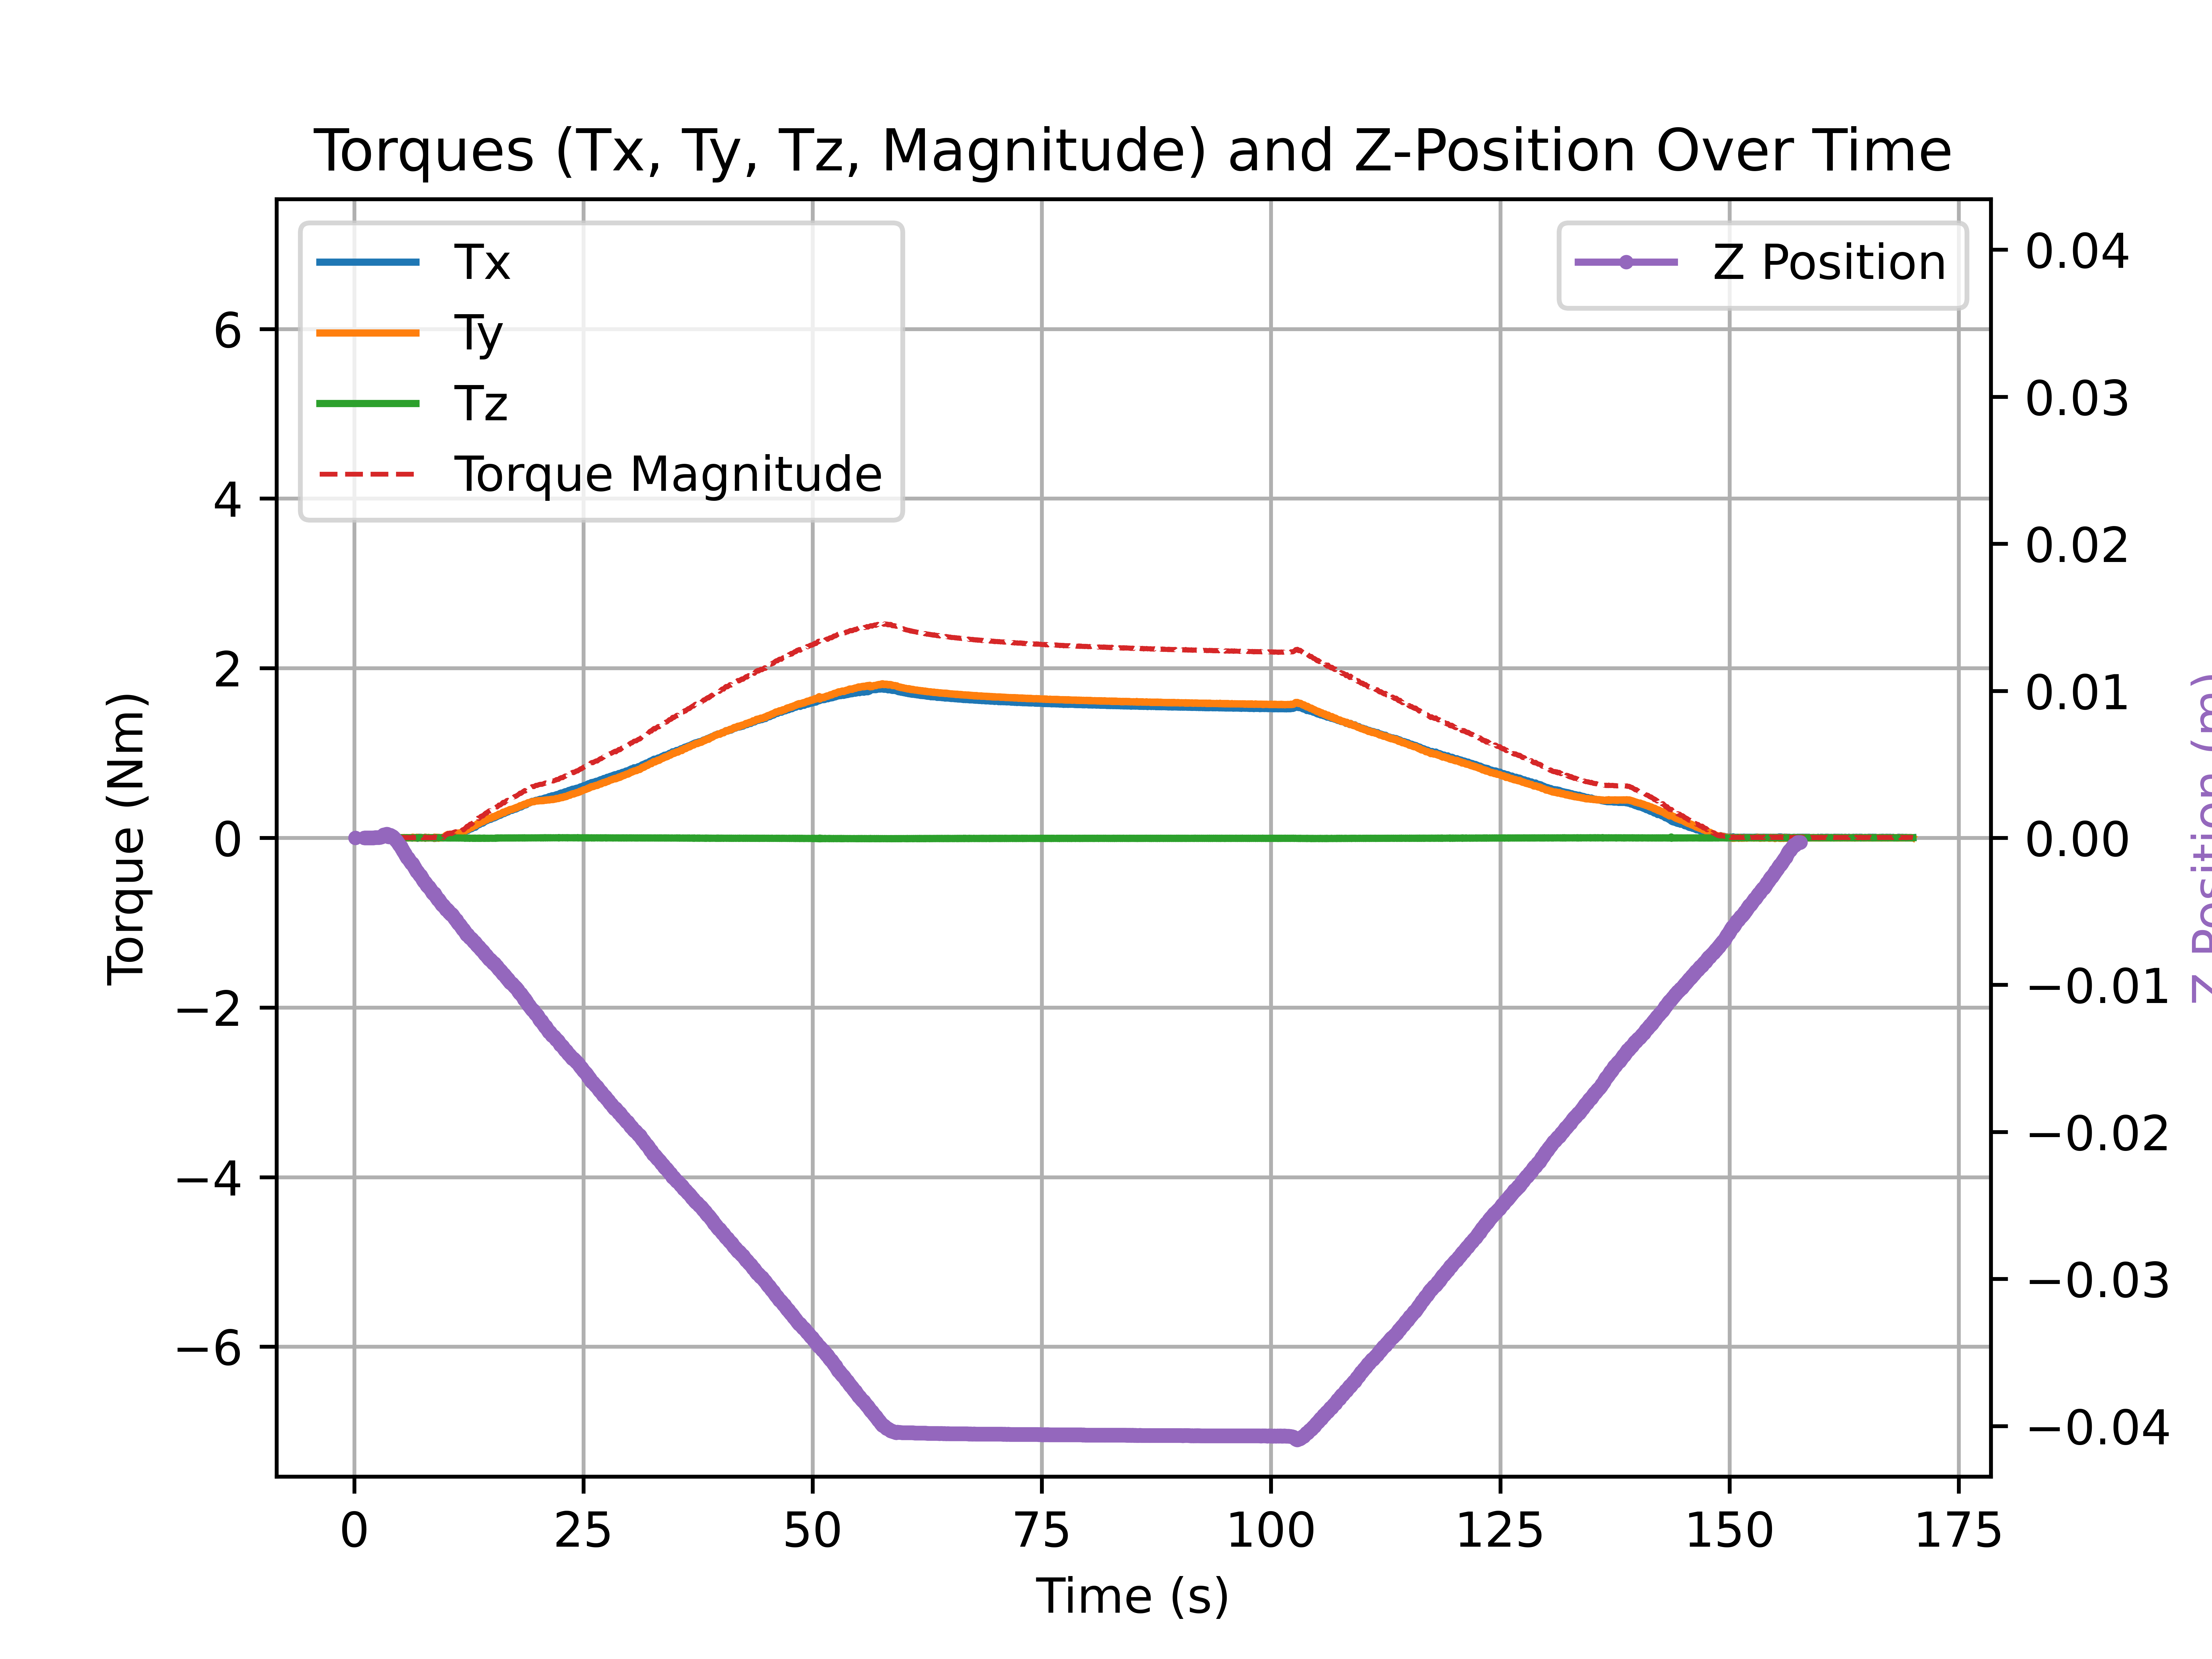 Torques (Tx, Ty, Tz, Magnitude) and Z-Position Over Time
Tx
Ty
Tz
Torque Magnitude
Z Position
6
4
2
0
−2
−4
−6
Torque (Nm)
0.04
0.03
0.02
0.01
0.00
−0.01
−0.02
−0.03
−0.04
Z Position (m)
0 25 50 75 100 125 150 175
Time (s)